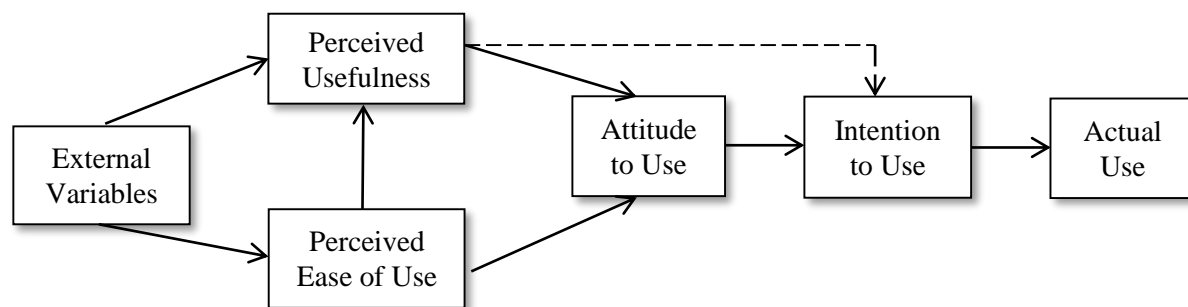 Perceived
Usefulness
External
Variables
Perceived
Ease of Use
Attitude
to Use
Intention
to Use
Actual
Use